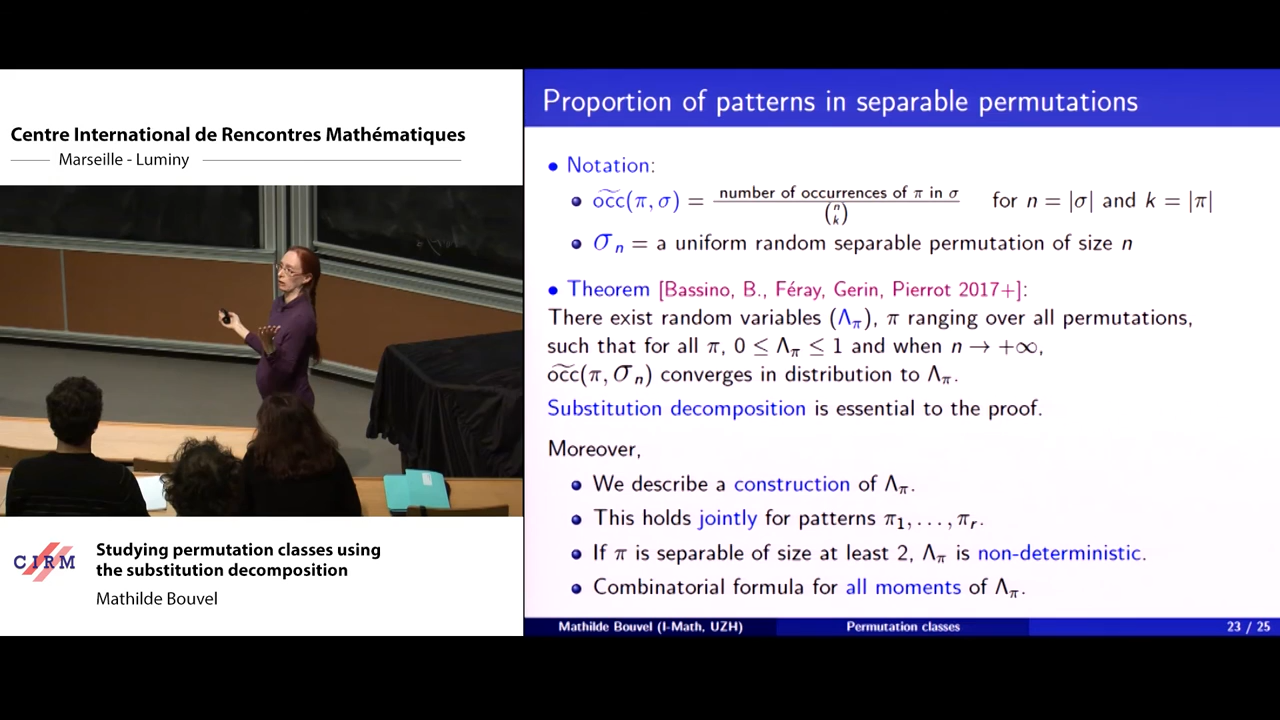 Centre International de Rencontres Mathématiques
Marseille - Luminy
CIRM
Studying permutation classes using
the substitution decomposition
Mathilde Bouvel
Proportion of patterns in separable permutations
• Notation:
• õcc(π, σ) = number of occurrences of π in σ / (n k) for n = |σ| and k = |π|
• σn = a uniform random separable permutation of size n
• Theorem [Bassino, B., Féray, Gerin, Pierrot 2017+]:
There exist random variables (Λπ), π ranging over all permutations,
such that for all π, 0 ≤ Λπ ≤ 1 and when n → +∞,
õcc(π, σn) converges in distribution to Λπ.
Substitution decomposition is essential to the proof.
Moreover,
• We describe a construction of Λπ.
• This holds jointly for patterns π1, . . . , πr.
• If π is separable of size at least 2, Λπ is non-deterministic.
• Combinatorial formula for all moments of Λπ.
Mathilde Bouvel (I-Math, UZH) Permutation classes 23 / 25